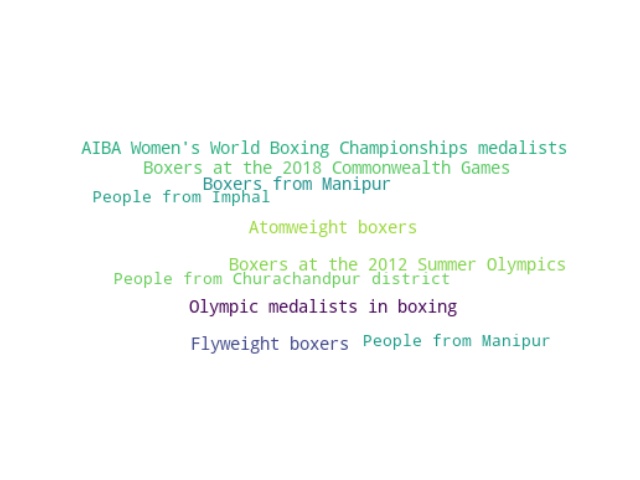 AIBA Women's World Boxing Championships medalists
Boxers at the 2018 Commonwealth Games
Boxers from Manipur
People from Imphal
Atomweight boxers
Boxers at the 2012 Summer Olympics
People from Churachandpur district
Olympic medalists in boxing
Flyweight boxers
People from Manipur